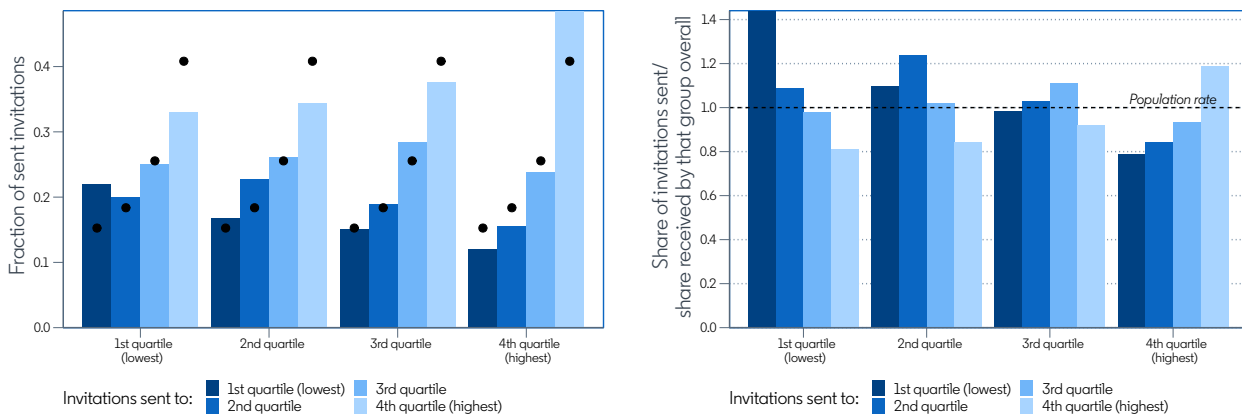 Fraction of sent invitations
0.4
0.3
0.2
0.1
0.0
1st quartile
(lowest)
2nd quartile
3rd quartile
4th quartile
(highest)
Invitations sent to:
1st quartile (lowest)
2nd quartile
3rd quartile
4th quartile (highest)
Share of invitations sent/
share received by that group overall
1.4
1.2
1.0
0.8
0.6
0.4
0.2
0.0
Population rate
1st quartile
(lowest)
2nd quartile
3rd quartile
4th quartile
(highest)
Invitations sent to:
1st quartile (lowest)
2nd quartile
3rd quartile
4th quartile (highest)